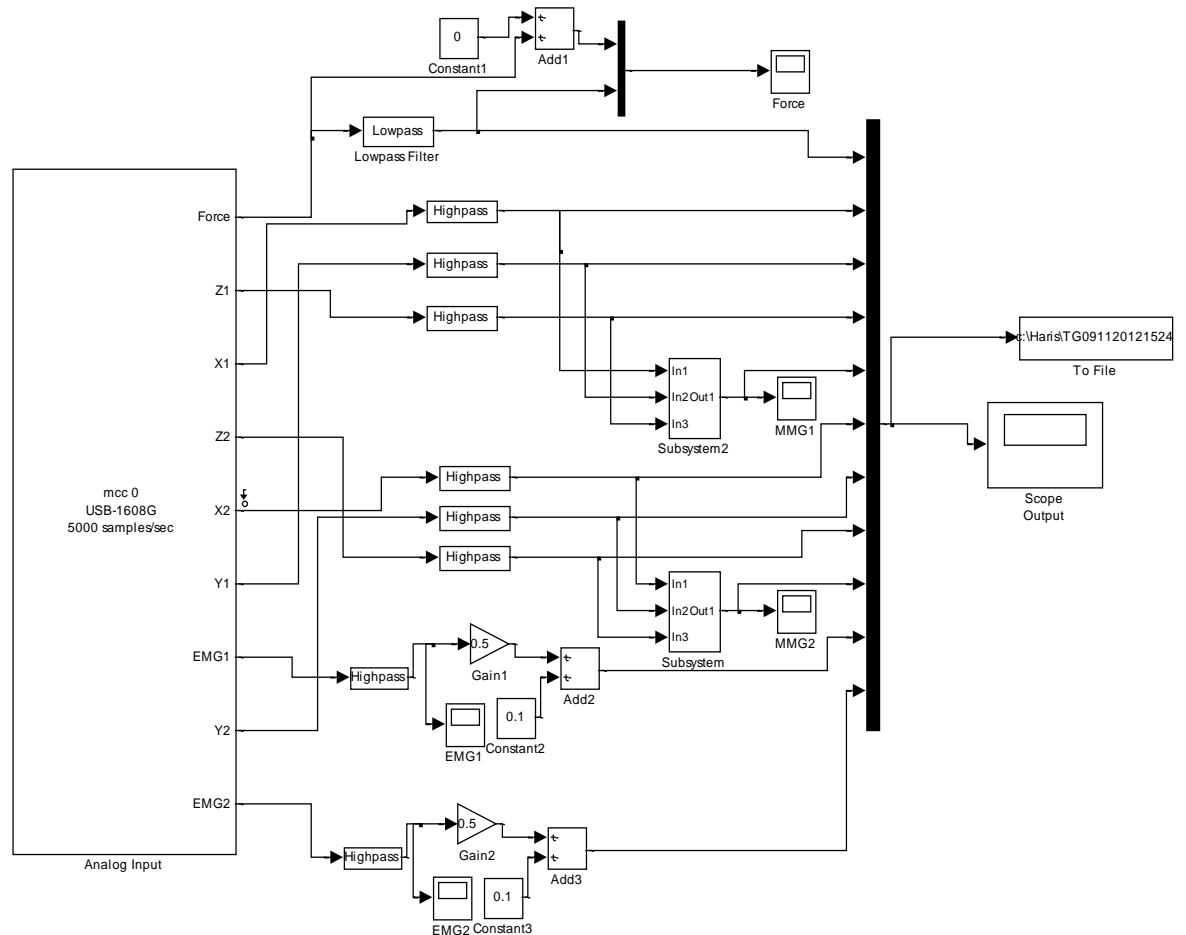 0
Constant1
+
+
Add1
Force
Lowpass
Lowpass Filter
mcc 0
USB-1608G
5000 samples/sec
Analog Input
Force
Z1
X1
Z2
X2
Y1
EMG1
Y2
EMG2
Highpass
Highpass
Highpass
In1
In2Out1
In3
Subsystem2
MMG1
c:\Haris\TG091120121524
To File
Scope
Output
Highpass
Highpass
Highpass
In1
In2Out1
In3
Subsystem
MMG2
Highpass
0.5
Gain1
+
+
Add2
0.1
Constant2
EMG1
Highpass
0.5
Gain2
+
+
Add3
0.1
Constant3
EMG2